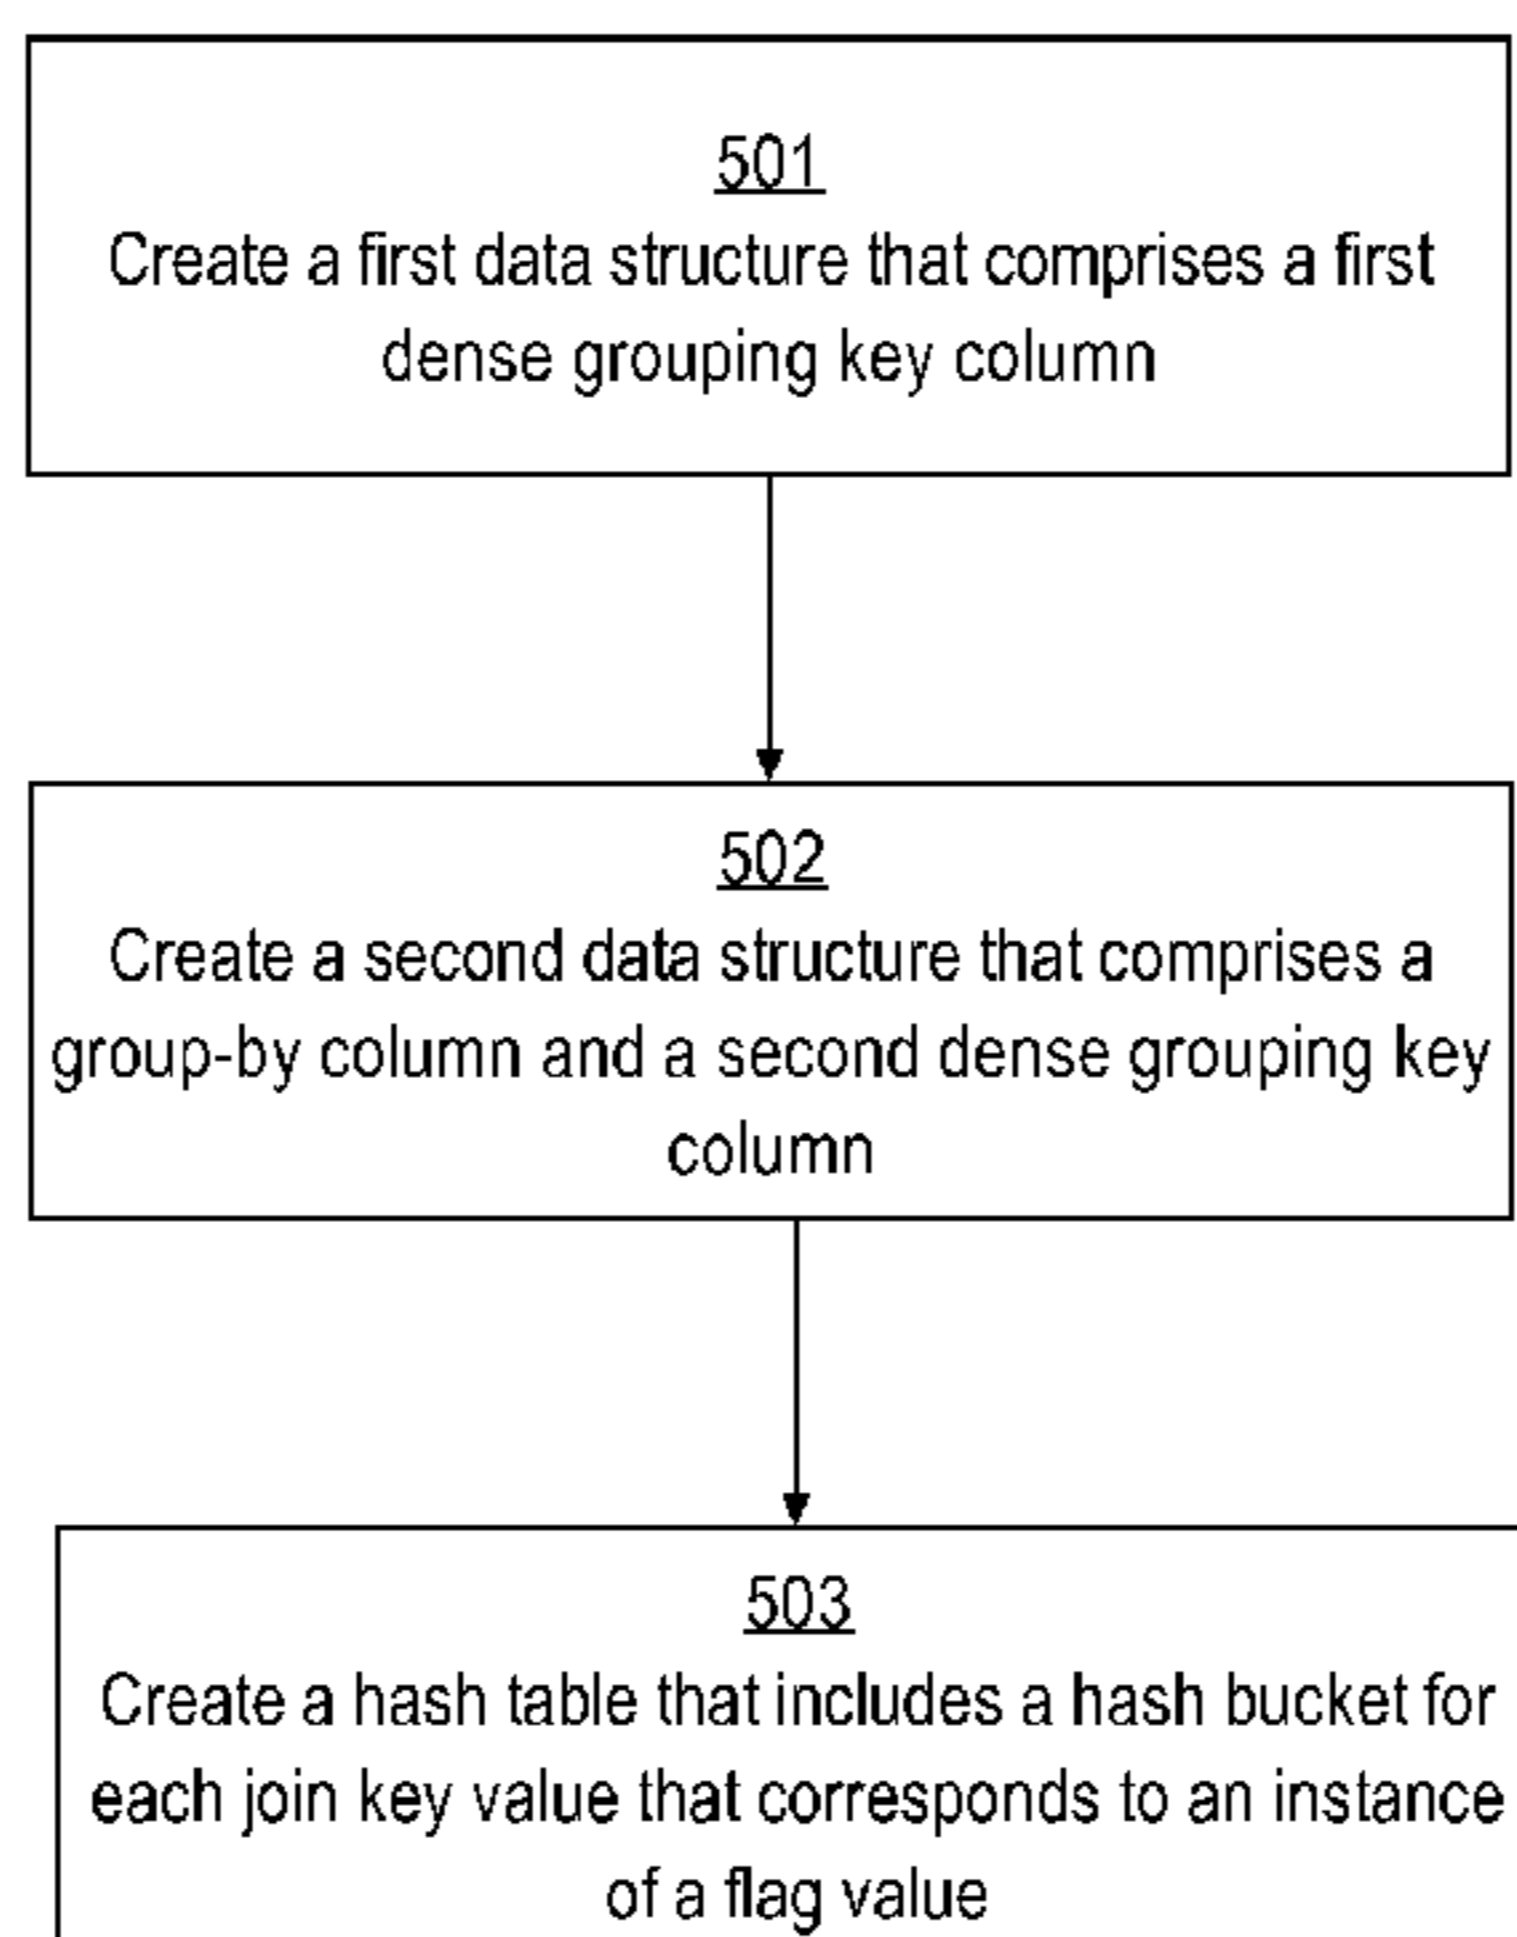 501
Create a first data structure that comprises a first
dense grouping key column
502
Create a second data structure that comprises a
group-by column and a second dense grouping key
column
503
Create a hash table that includes a hash bucket for
each join key value that corresponds to an instance
of a flag value